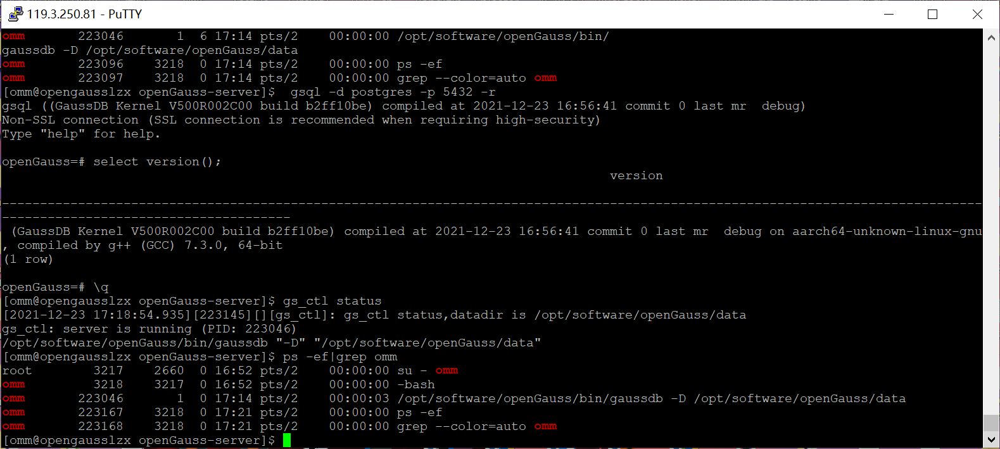 119.3.250.81 - PuTTY
omm       223046       1  6 17:14 pts/2    00:00:00 /opt/software/openGauss/bin/
gaussdb -D /opt/software/openGauss/data
omm       223096    3218  0 17:14 pts/2    00:00:00 ps -ef
omm       223097    3218  0 17:14 pts/2    00:00:00 grep --color=auto omm
[omm@opengausslzx openGauss-server]$  gsql -d postgres -p 5432 -r
gsql ((GaussDB Kernel V500R002C00 build b2ff10be) compiled at 2021-12-23 16:56:41 commit 0 last mr  debug)
Non-SSL connection (SSL connection is recommended when requiring high-security)
Type "help" for help.
openGauss=# select version();
version
---------------------------------------------------------------------------------------------------------------------------------
--------------------------------------
 (GaussDB Kernel V500R002C00 build b2ff10be) compiled at 2021-12-23 16:56:41 commit 0 last mr  debug on aarch64-unknown-linux-gnu
, compiled by g++ (GCC) 7.3.0, 64-bit
(1 row)
openGauss=# \q
[omm@opengausslzx openGauss-server]$ gs_ctl status
[2021-12-23 17:18:54.935][223145][][gs_ctl]: gs_ctl status,datadir is /opt/software/openGauss/data
gs_ctl: server is running (PID: 223046)
/opt/software/openGauss/bin/gaussdb "-D" "/opt/software/openGauss/data"
[omm@opengausslzx openGauss-server]$ ps -ef|grep omm
root        3217    2660  0 16:52 pts/2    00:00:00 su - omm
omm         3218    3217  0 16:52 pts/2    00:00:00 -bash
omm       223046       1  0 17:14 pts/2    00:00:03 /opt/software/openGauss/bin/gaussdb -D /opt/software/openGauss/data
omm       223167    3218  0 17:21 pts/2    00:00:00 ps -ef
omm       223168    3218  0 17:21 pts/2    00:00:00 grep --color=auto omm
[omm@opengausslzx openGauss-server]$